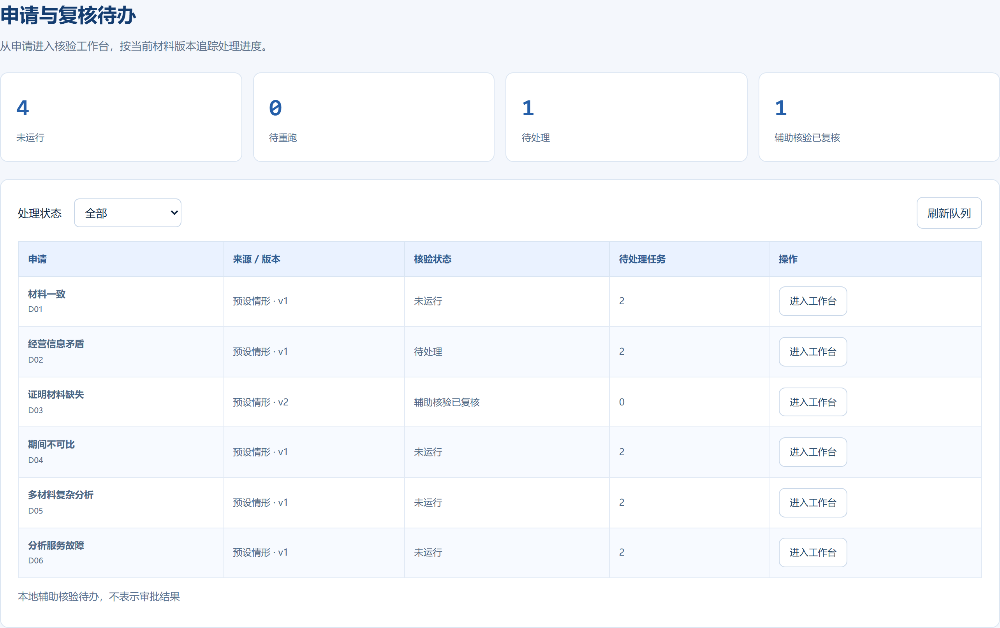 申请与复核待办
从申请进入核验工作台，按当前材料版本追踪处理进度。
4
未运行
0
待重跑
1
待处理
1
辅助核验已复核
处理状态 全部 刷新队列
申请 来源 / 版本 核验状态 待处理任务 操作
材料一致
D01
预设情形 · v1 未运行 2 进入工作台
经营信息矛盾
D02
预设情形 · v1 待处理 2 进入工作台
证明材料缺失
D03
预设情形 · v2 辅助核验已复核 0 进入工作台
期间不可比
D04
预设情形 · v1 未运行 2 进入工作台
多材料复杂分析
D05
预设情形 · v1 未运行 2 进入工作台
分析服务故障
D06
预设情形 · v1 未运行 2 进入工作台
本地辅助核验待办，不表示审批结果